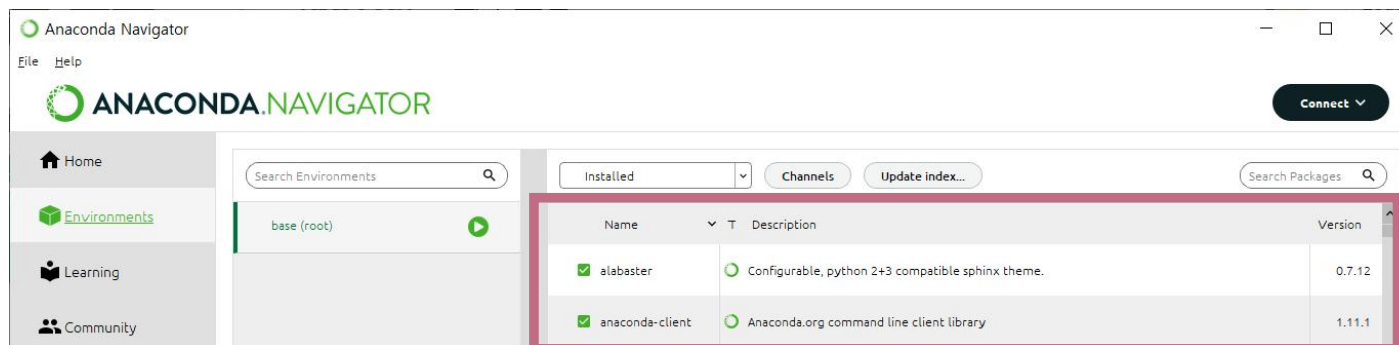 Anaconda Navigator
File Help
ANACONDA.NAVIGATOR
Connect
Home
Search Environments
Installed
Channels
Update index...
Search Packages
Environments
base (root)
Name T Description Version
Learning
alabaster Configurable, python 2+3 compatible sphinx theme. 0.7.12
Community
anaconda-client Anaconda.org command line client library 1.11.1